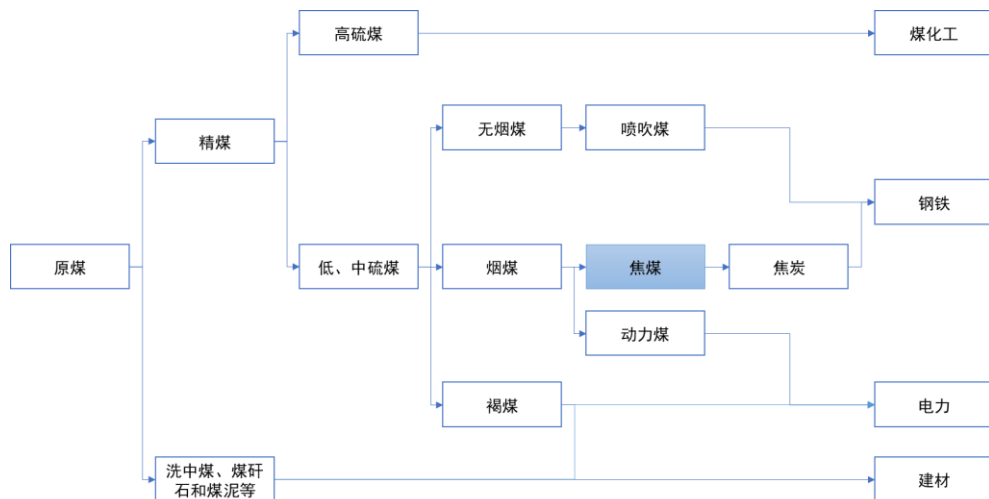 高硫煤
煤化工
无烟煤
喷吹煤
精煤
钢铁
原煤
低、中硫煤
烟煤
焦煤
焦炭
动力煤
褐煤
电力
洗中煤、煤矸
石和煤泥等
建材